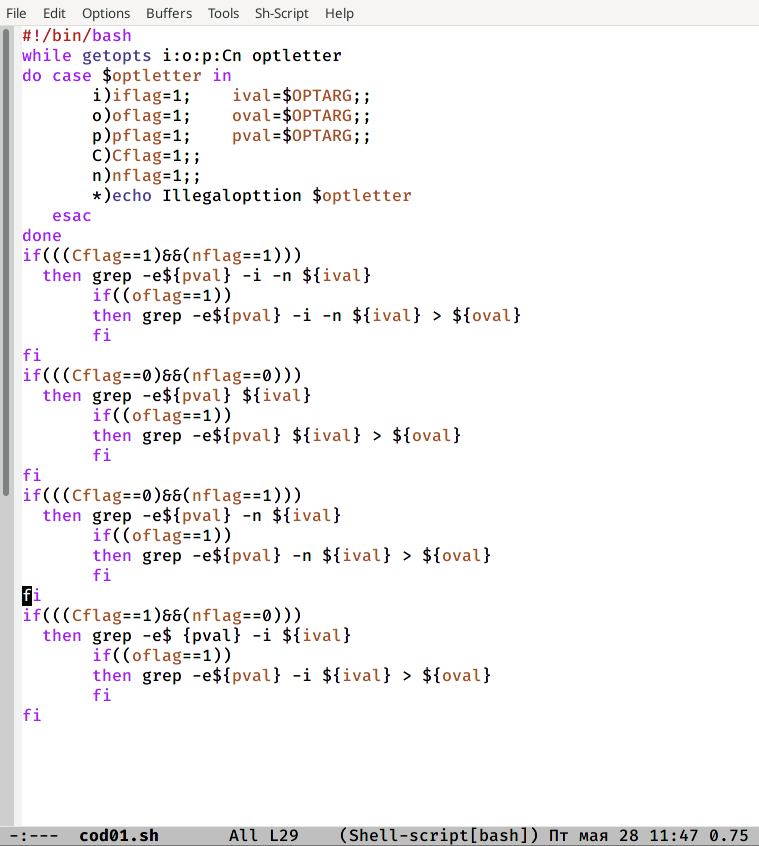 File Edit Options Buffers Tools Sh-Script Help
#!/bin/bash
while getopts i:o:p:Cn optletter
do case $optletter in
       i)iflag=1;    ival=$OPTARG;;
       o)oflag=1;    oval=$OPTARG;;
       p)pflag=1;    pval=$OPTARG;;
       C)Cflag=1;;
       n)nflag=1;;
       *)echo Illegalopttion $optletter
   esac
done
if(((Cflag==1)&&(nflag==1)))
  then grep -e${pval} -i -n ${ival}
       if((oflag==1))
       then grep -e${pval} -i -n ${ival} > ${oval}
       fi
fi
if(((Cflag==0)&&(nflag==0)))
  then grep -e${pval} ${ival}
       if((oflag==1))
       then grep -e${pval} ${ival} > ${oval}
       fi
fi
if(((Cflag==0)&&(nflag==1)))
  then grep -e${pval} -n ${ival}
       if((oflag==1))
       then grep -e${pval} -n ${ival} > ${oval}
       fi
fi
if(((Cflag==1)&&(nflag==0)))
  then grep -e$ {pval} -i ${ival}
       if((oflag==1))
       then grep -e${pval} -i ${ival} > ${oval}
       fi
fi
-:---  cod01.sh       All L29    (Shell-script[bash]) Пт мая 28 11:47 0.75